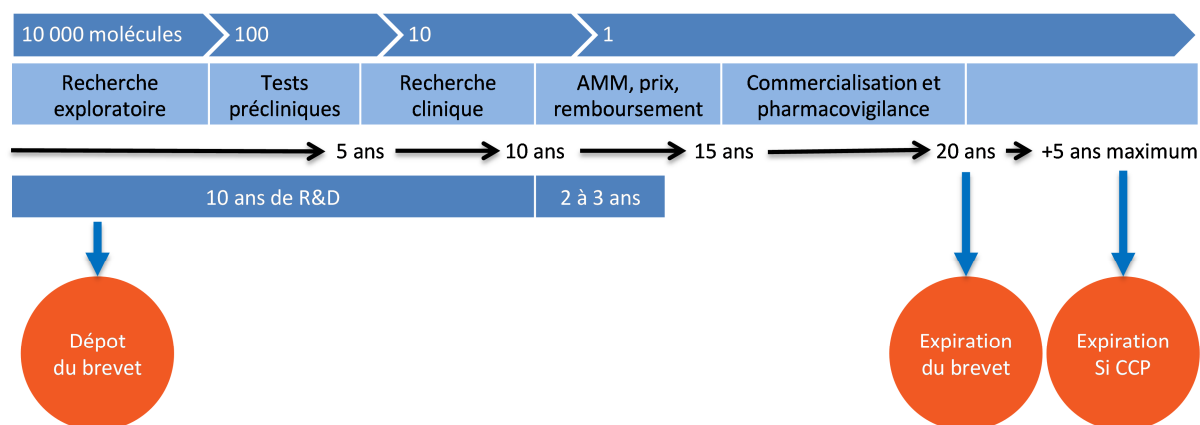 10 000 molécules 100 10 1
Recherche
exploratoire
Tests
précliniques
Recherche
clinique
AMM, prix,
remboursement
Commercialisation et
pharmacovigilance
5 ans 10 ans 15 ans 20 ans +5 ans maximum
10 ans de R&D 2 à 3 ans
Dépot
du brevet
Expiration
du brevet
Expiration
Si CCP